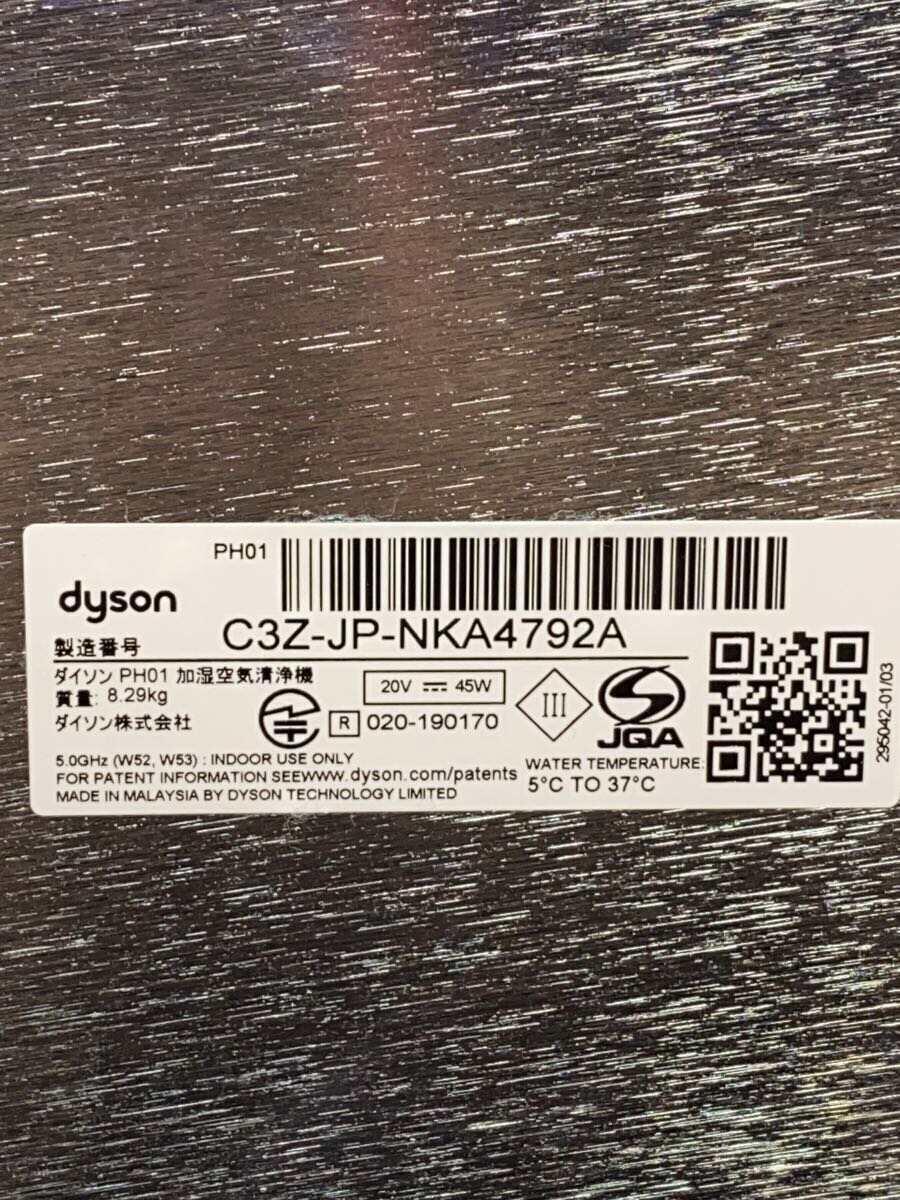 PH01
dyson
製造番号 C3Z-JP-NKA4792A
ダイソン PH01 加湿空気清浄機
質量: 8.29kg
ダイソン株式会社
20V ⎓ 45W
R 020-190170
III
JQA
5.0GHz (W52, W53) : INDOOR USE ONLY
FOR PATENT INFORMATION SEEwww.dyson.com/patents
MADE IN MALAYSIA BY DYSON TECHNOLOGY LIMITED
WATER TEMPERATURE:
5°C TO 37°C
295042-01/03